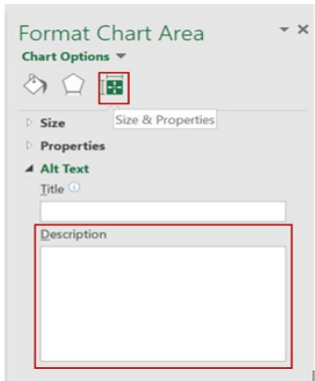 Format Chart Area
Chart Options
Size & Properties
Size
Properties
Alt Text
Title
Description